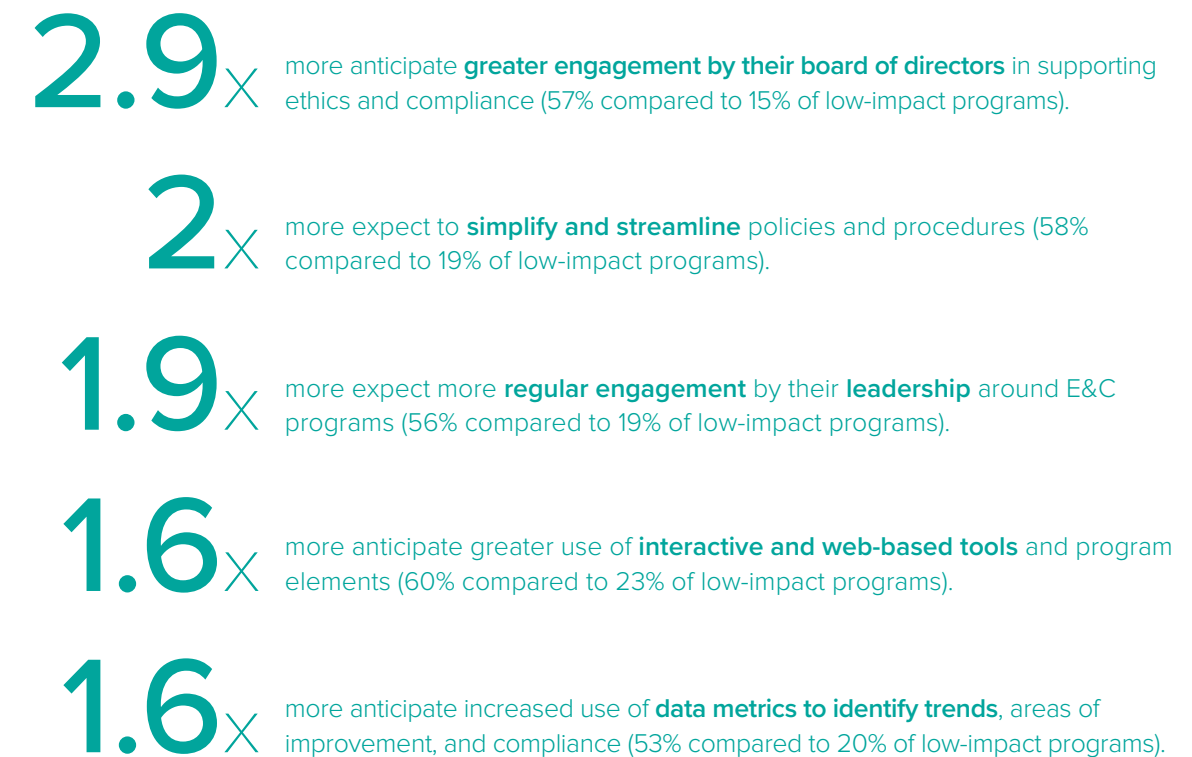 2.9x
more anticipate greater engagement by their board of directors in supporting
ethics and compliance (57% compared to 15% of low-impact programs).
2x
more expect to simplify and streamline policies and procedures (58%
compared to 19% of low-impact programs).
1.9x
more expect more regular engagement by their leadership around E&C
programs (56% compared to 19% of low-impact programs).
1.6x
more anticipate greater use of interactive and web-based tools and program
elements (60% compared to 23% of low-impact programs).
1.6x
more anticipate increased use of data metrics to identify trends, areas of
improvement, and compliance (53% compared to 20% of low-impact programs).